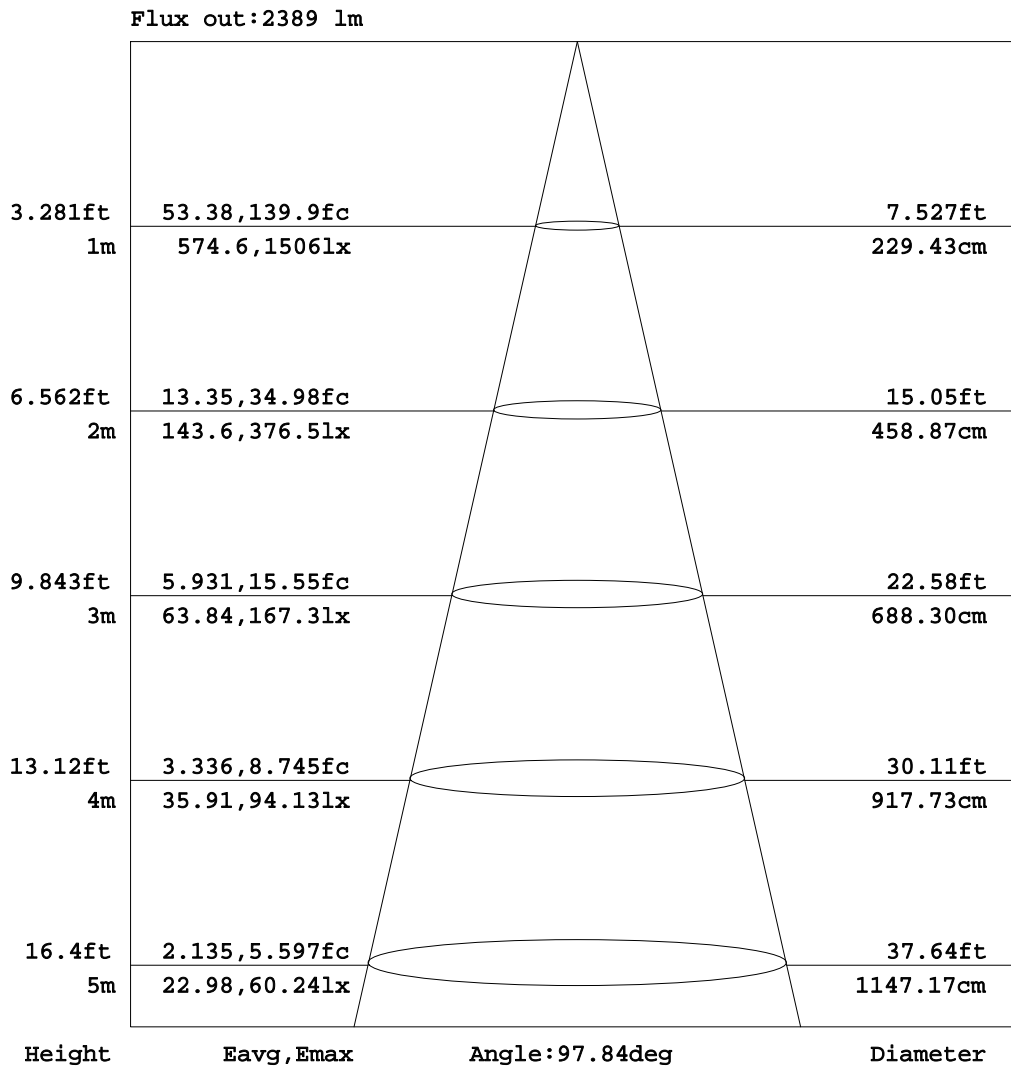 Flux out:2389 lm
3.281ft 53.38,139.9fc 7.527ft
1m 574.6,1506lx 229.43cm
6.562ft 13.35,34.98fc 15.05ft
2m 143.6,376.5lx 458.87cm
9.843ft 5.931,15.55fc 22.58ft
3m 63.84,167.3lx 688.30cm
13.12ft 3.336,8.745fc 30.11ft
4m 35.91,94.13lx 917.73cm
16.4ft 2.135,5.597fc 37.64ft
5m 22.98,60.24lx 1147.17cm
Height Eavg,Emax Angle:97.84deg Diameter